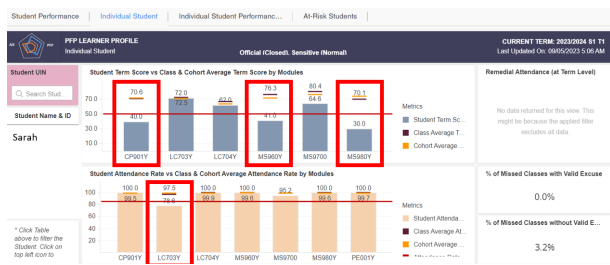 Student Performance
Individual Student
Individual Student Performanc...
At-Risk Students
PFP LEARNER PROFILE
Individual Student
Official (Closed), Sensitive (Normal)
CURRENT TERM: 2023/2024 S1 T1
Last Updated On: 09/05/2023 5:06 AM
Student UIN
Search Stud...
Student Name & ID
Sarah
* Click Table
above to filter the
Student. Click on
top left icon to
Student Term Score vs Class & Cohort Average Term Score by Modules
70.0
50.0
30.0
10.0
70.6
72.0
62.0
76.3
80.4
70.1
40.0
72.5
41.0
64.6
30.0
CP901Y
LC703Y
LC704Y
MS960Y
MS9700
MS980Y
Metrics
Student Term Sc...
Class Average T...
Cohort Average ...
Student Attendance Rate vs Class & Cohort Average Attendance Rate by Modules
100
80
60
40
20
100.0
97.5
100.0
100.0
95.2
100.0
100.0
99.5
78.6
99.9
99.6
99.6
99.7
CP901Y
LC703Y
LC704Y
MS960Y
MS9700
MS980Y
PE001Y
Metrics
Student Attenda...
Class Average At...
Cohort Average ...
Remedial Attendance (at Term Level)
No data returned for this view. This
might be because the applied filter
excludes all data.
% of Missed Classes with Valid Excuse
0.0%
% of Missed Classes without Valid E...
3.2%